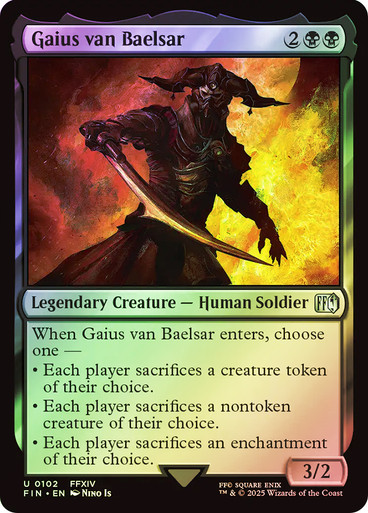 Gaius van Baelsar 2
Legendary Creature — Human Soldier
When Gaius van Baelsar enters, choose
one —
• Each player sacrifices a creature token
of their choice.
• Each player sacrifices a nontoken
creature of their choice.
• Each player sacrifices an enchantment
of their choice.
3/2
U 0102 FFXIV
FIN • EN Nino Is
FF© SQUARE ENIX
™ & © 2025 Wizards of the Coast